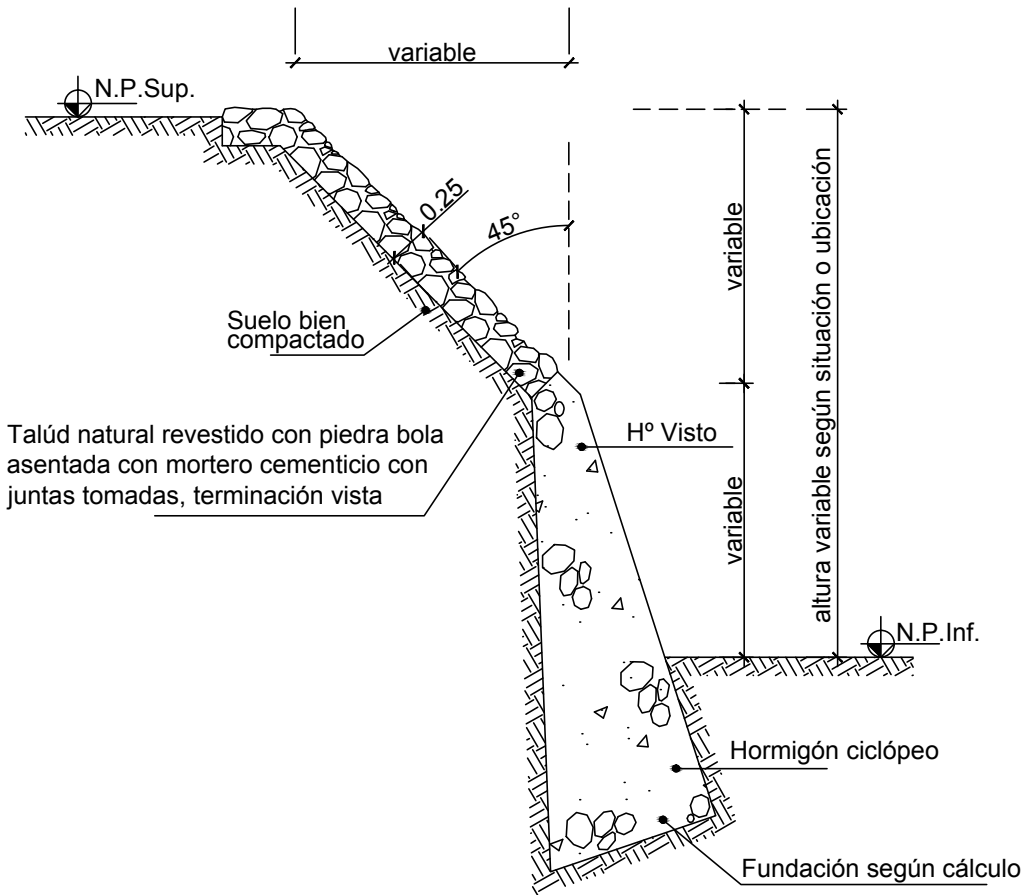 variable
N.P.Sup.
0.25
45°
variable
altura variable según situación o ubicación
Suelo bien
compactado
Talúd natural revestido con piedra bola
asentada con mortero cementicio con
juntas tomadas, terminación vista
Hº Visto
variable
N.P.Inf.
Hormigón ciclópeo
Fundación según cálculo